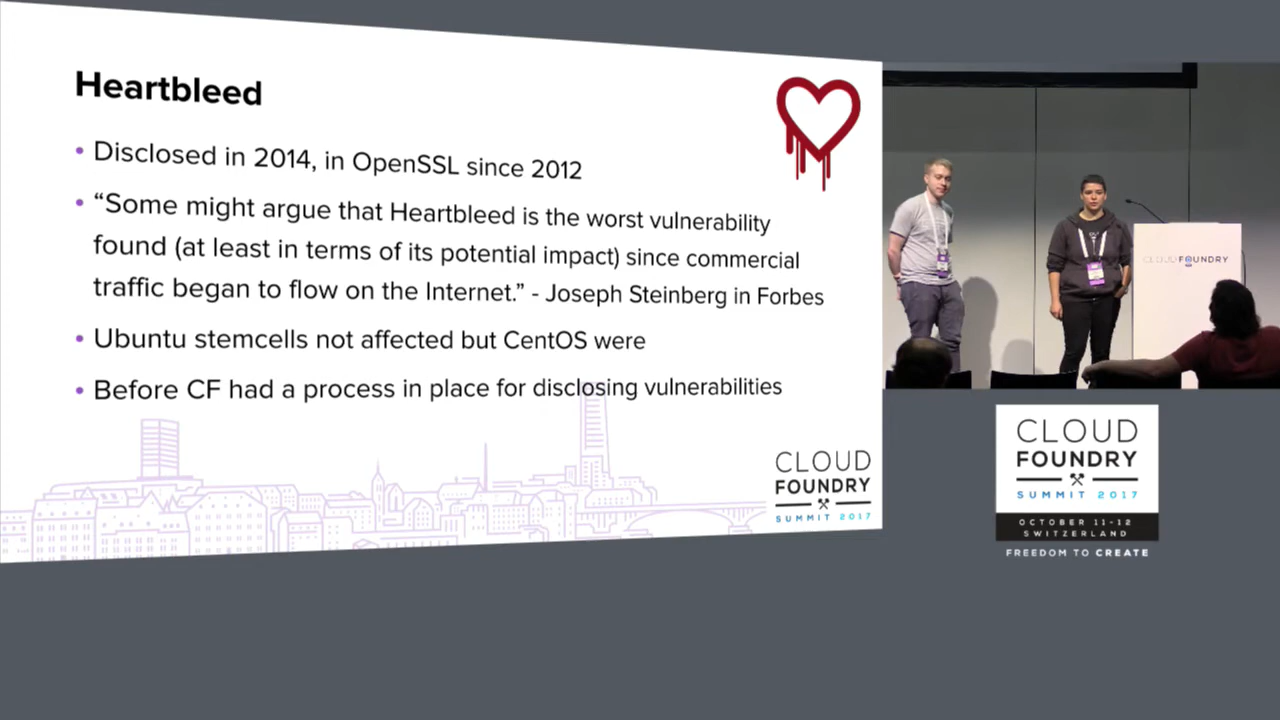 Heartbleed
• Disclosed in 2014, in OpenSSL since 2012
• “Some might argue that Heartbleed is the worst vulnerability
found (at least in terms of its potential impact) since commercial
traffic began to flow on the Internet.” - Joseph Steinberg in Forbes
• Ubuntu stemcells not affected but CentOS were
• Before CF had a process in place for disclosing vulnerabilities
CLOUD
FOUNDRY
SUMMIT 2017
CLOUD FOUNDRY
CLOUD
FOUNDRY
SUMMIT 2017
OCTOBER 11-12
SWITZERLAND
FREEDOM TO CREATE